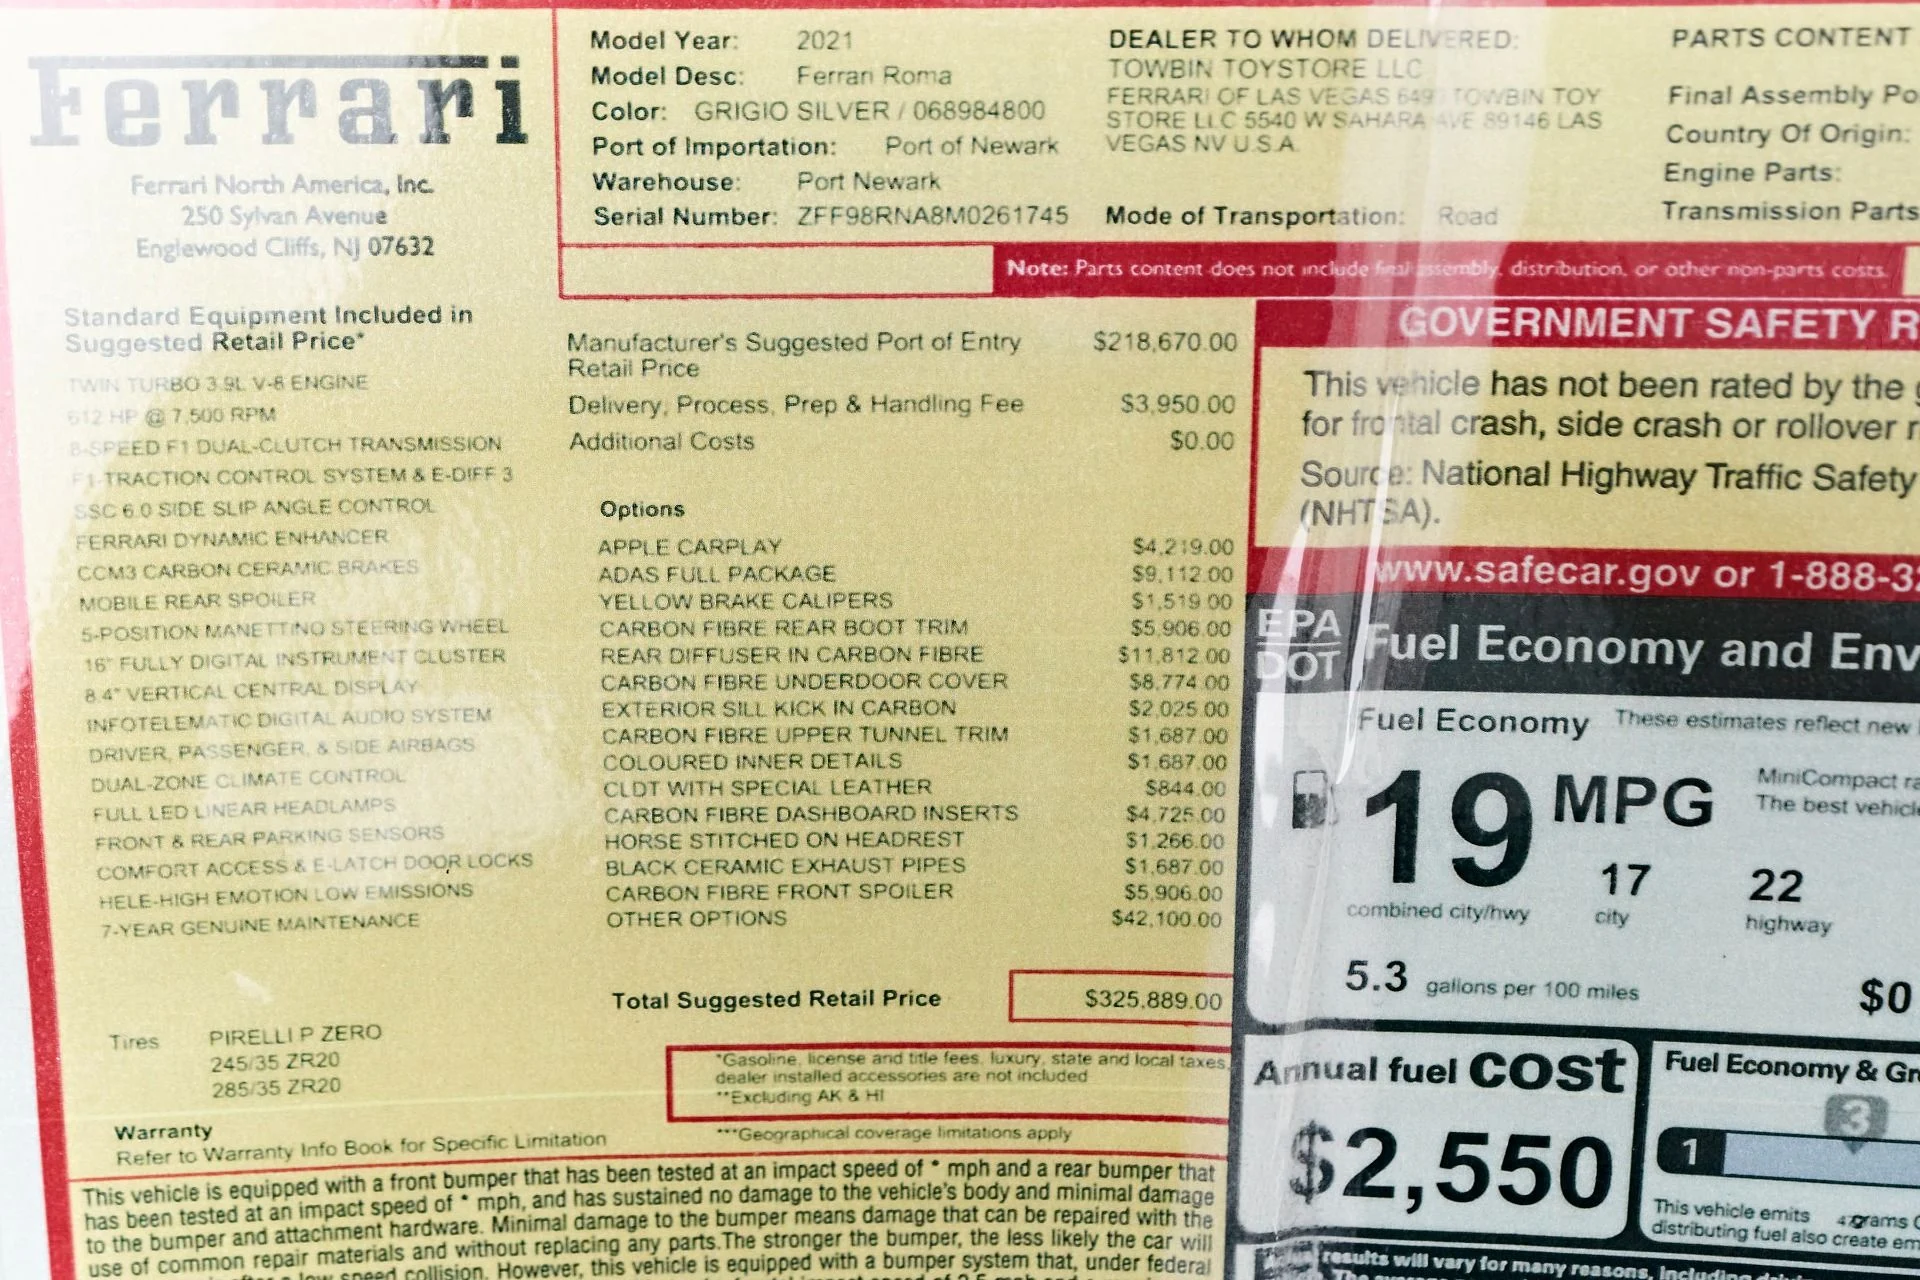 Ferrari
Ferrari North America, Inc.
250 Sylvan Avenue
Englewood Cliffs, NJ 07632
Model Year: 2021
Model Desc: Ferrari Roma
Color: GRIGIO SILVER / 068984800
Port of Importation: Port of Newark
Warehouse: Port Newark
Serial Number: ZFF98RNA8M0261745
DEALER TO WHOM DELIVERED:
TOWBIN TOYSTORE LLC
FERRARI OF LAS VEGAS 6490 TOWBIN TOY
STORE LLC 5540 W SAHARA AVE 89146 LAS
VEGAS NV U.S.A.
Mode of Transportation: Road
PARTS CONTENT
Final Assembly Po
Country Of Origin:
Engine Parts:
Transmission Parts
Note: Parts content does not include final assembly, distribution, or other non-parts costs.
Standard Equipment Included in
Suggested Retail Price*
TWIN TURBO 3.9L V-8 ENGINE
612 HP @ 7,500 RPM
8-SPEED F1 DUAL-CLUTCH TRANSMISSION
F1-TRACTION CONTROL SYSTEM & E-DIFF 3
SSC 6.0 SIDE SLIP ANGLE CONTROL
FERRARI DYNAMIC ENHANCER
CCM3 CARBON CERAMIC BRAKES
MOBILE REAR SPOILER
5-POSITION MANETTINO STEERING WHEEL
16" FULLY DIGITAL INSTRUMENT CLUSTER
8.4" VERTICAL CENTRAL DISPLAY
INFOTELEMATIC DIGITAL AUDIO SYSTEM
DRIVER, PASSENGER, & SIDE AIRBAGS
DUAL-ZONE CLIMATE CONTROL
FULL LED LINEAR HEADLAMPS
FRONT & REAR PARKING SENSORS
COMFORT ACCESS & E-LATCH DOOR LOCKS
HELE-HIGH EMOTION LOW EMISSIONS
7-YEAR GENUINE MAINTENANCE
Tires PIRELLI P ZERO
245/35 ZR20
285/35 ZR20
Warranty
Refer to Warranty Info Book for Specific Limitation
Manufacturer's Suggested Port of Entry $218,670.00
Retail Price
Delivery, Process, Prep & Handling Fee $3,950.00
Additional Costs $0.00
Options
APPLE CARPLAY $4,219.00
ADAS FULL PACKAGE $9,112.00
YELLOW BRAKE CALIPERS $1,519.00
CARBON FIBRE REAR BOOT TRIM $5,906.00
REAR DIFFUSER IN CARBON FIBRE $11,812.00
CARBON FIBRE UNDERDOOR COVER $8,774.00
EXTERIOR SILL KICK IN CARBON $2,025.00
CARBON FIBRE UPPER TUNNEL TRIM $1,687.00
COLOURED INNER DETAILS $1,687.00
CLDT WITH SPECIAL LEATHER $844.00
CARBON FIBRE DASHBOARD INSERTS $4,725.00
HORSE STITCHED ON HEADREST $1,266.00
BLACK CERAMIC EXHAUST PIPES $1,687.00
CARBON FIBRE FRONT SPOILER $5,906.00
OTHER OPTIONS $42,100.00
Total Suggested Retail Price $325,889.00
*Gasoline, license and title fees, luxury, state and local taxes,
dealer installed accessories are not included
**Excluding AK & HI
***Geographical coverage limitations apply
This vehicle is equipped with a front bumper that has been tested at an impact speed of * mph and a rear bumper that
has been tested at an impact speed of * mph, and has sustained no damage to the vehicle's body and minimal damage
to the bumper and attachment hardware. Minimal damage to the bumper means damage that can be repaired with the
use of common repair materials and without replacing any parts.The stronger the bumper, the less likely the car will
low speed collision. However, this vehicle is equipped with a bumper system that, under federal
GOVERNMENT SAFETY R
This vehicle has not been rated by the g
for frontal crash, side crash or rollover r
Source: National Highway Traffic Safety
(NHTSA).
www.safecar.gov or 1-888-32
EPA
DOT
Fuel Economy and Env
Fuel Economy These estimates reflect new
19 MPG
MiniCompact ra
The best vehicle
17 22
combined city/hwy city highway
5.3 gallons per 100 miles
$0
Annual fuel cost
$2,550
Fuel Economy & Gr
3
1
This vehicle emits grams C
distributing fuel also create em
results will vary for many reasons, including